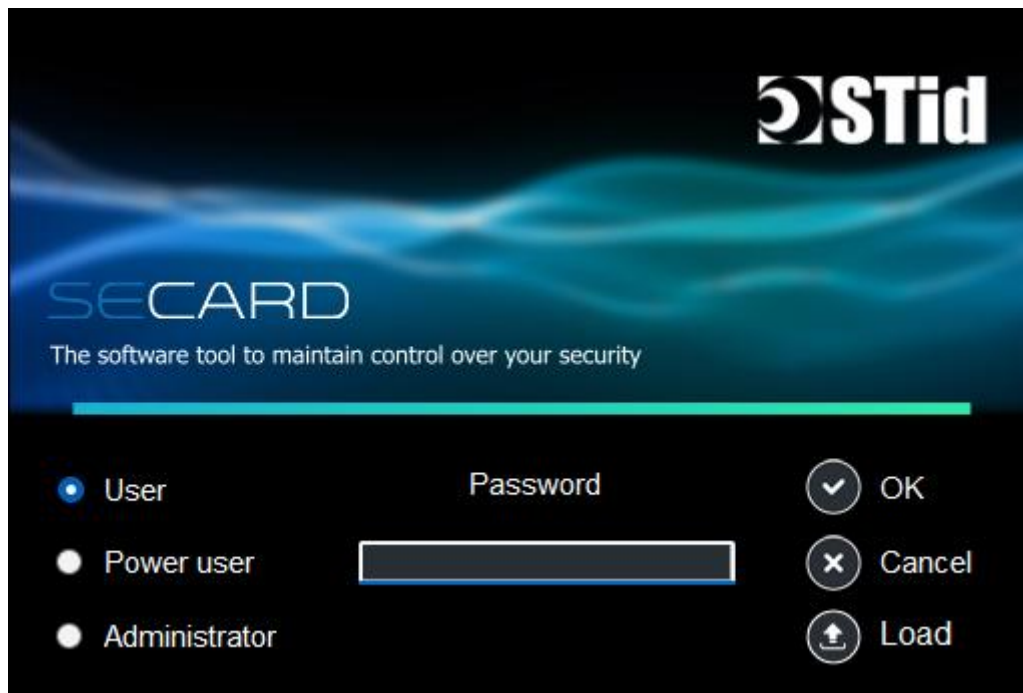 STid
SECARD
The software tool to maintain control over your security
User
Password
OK
Power user
Cancel
Administrator
Load